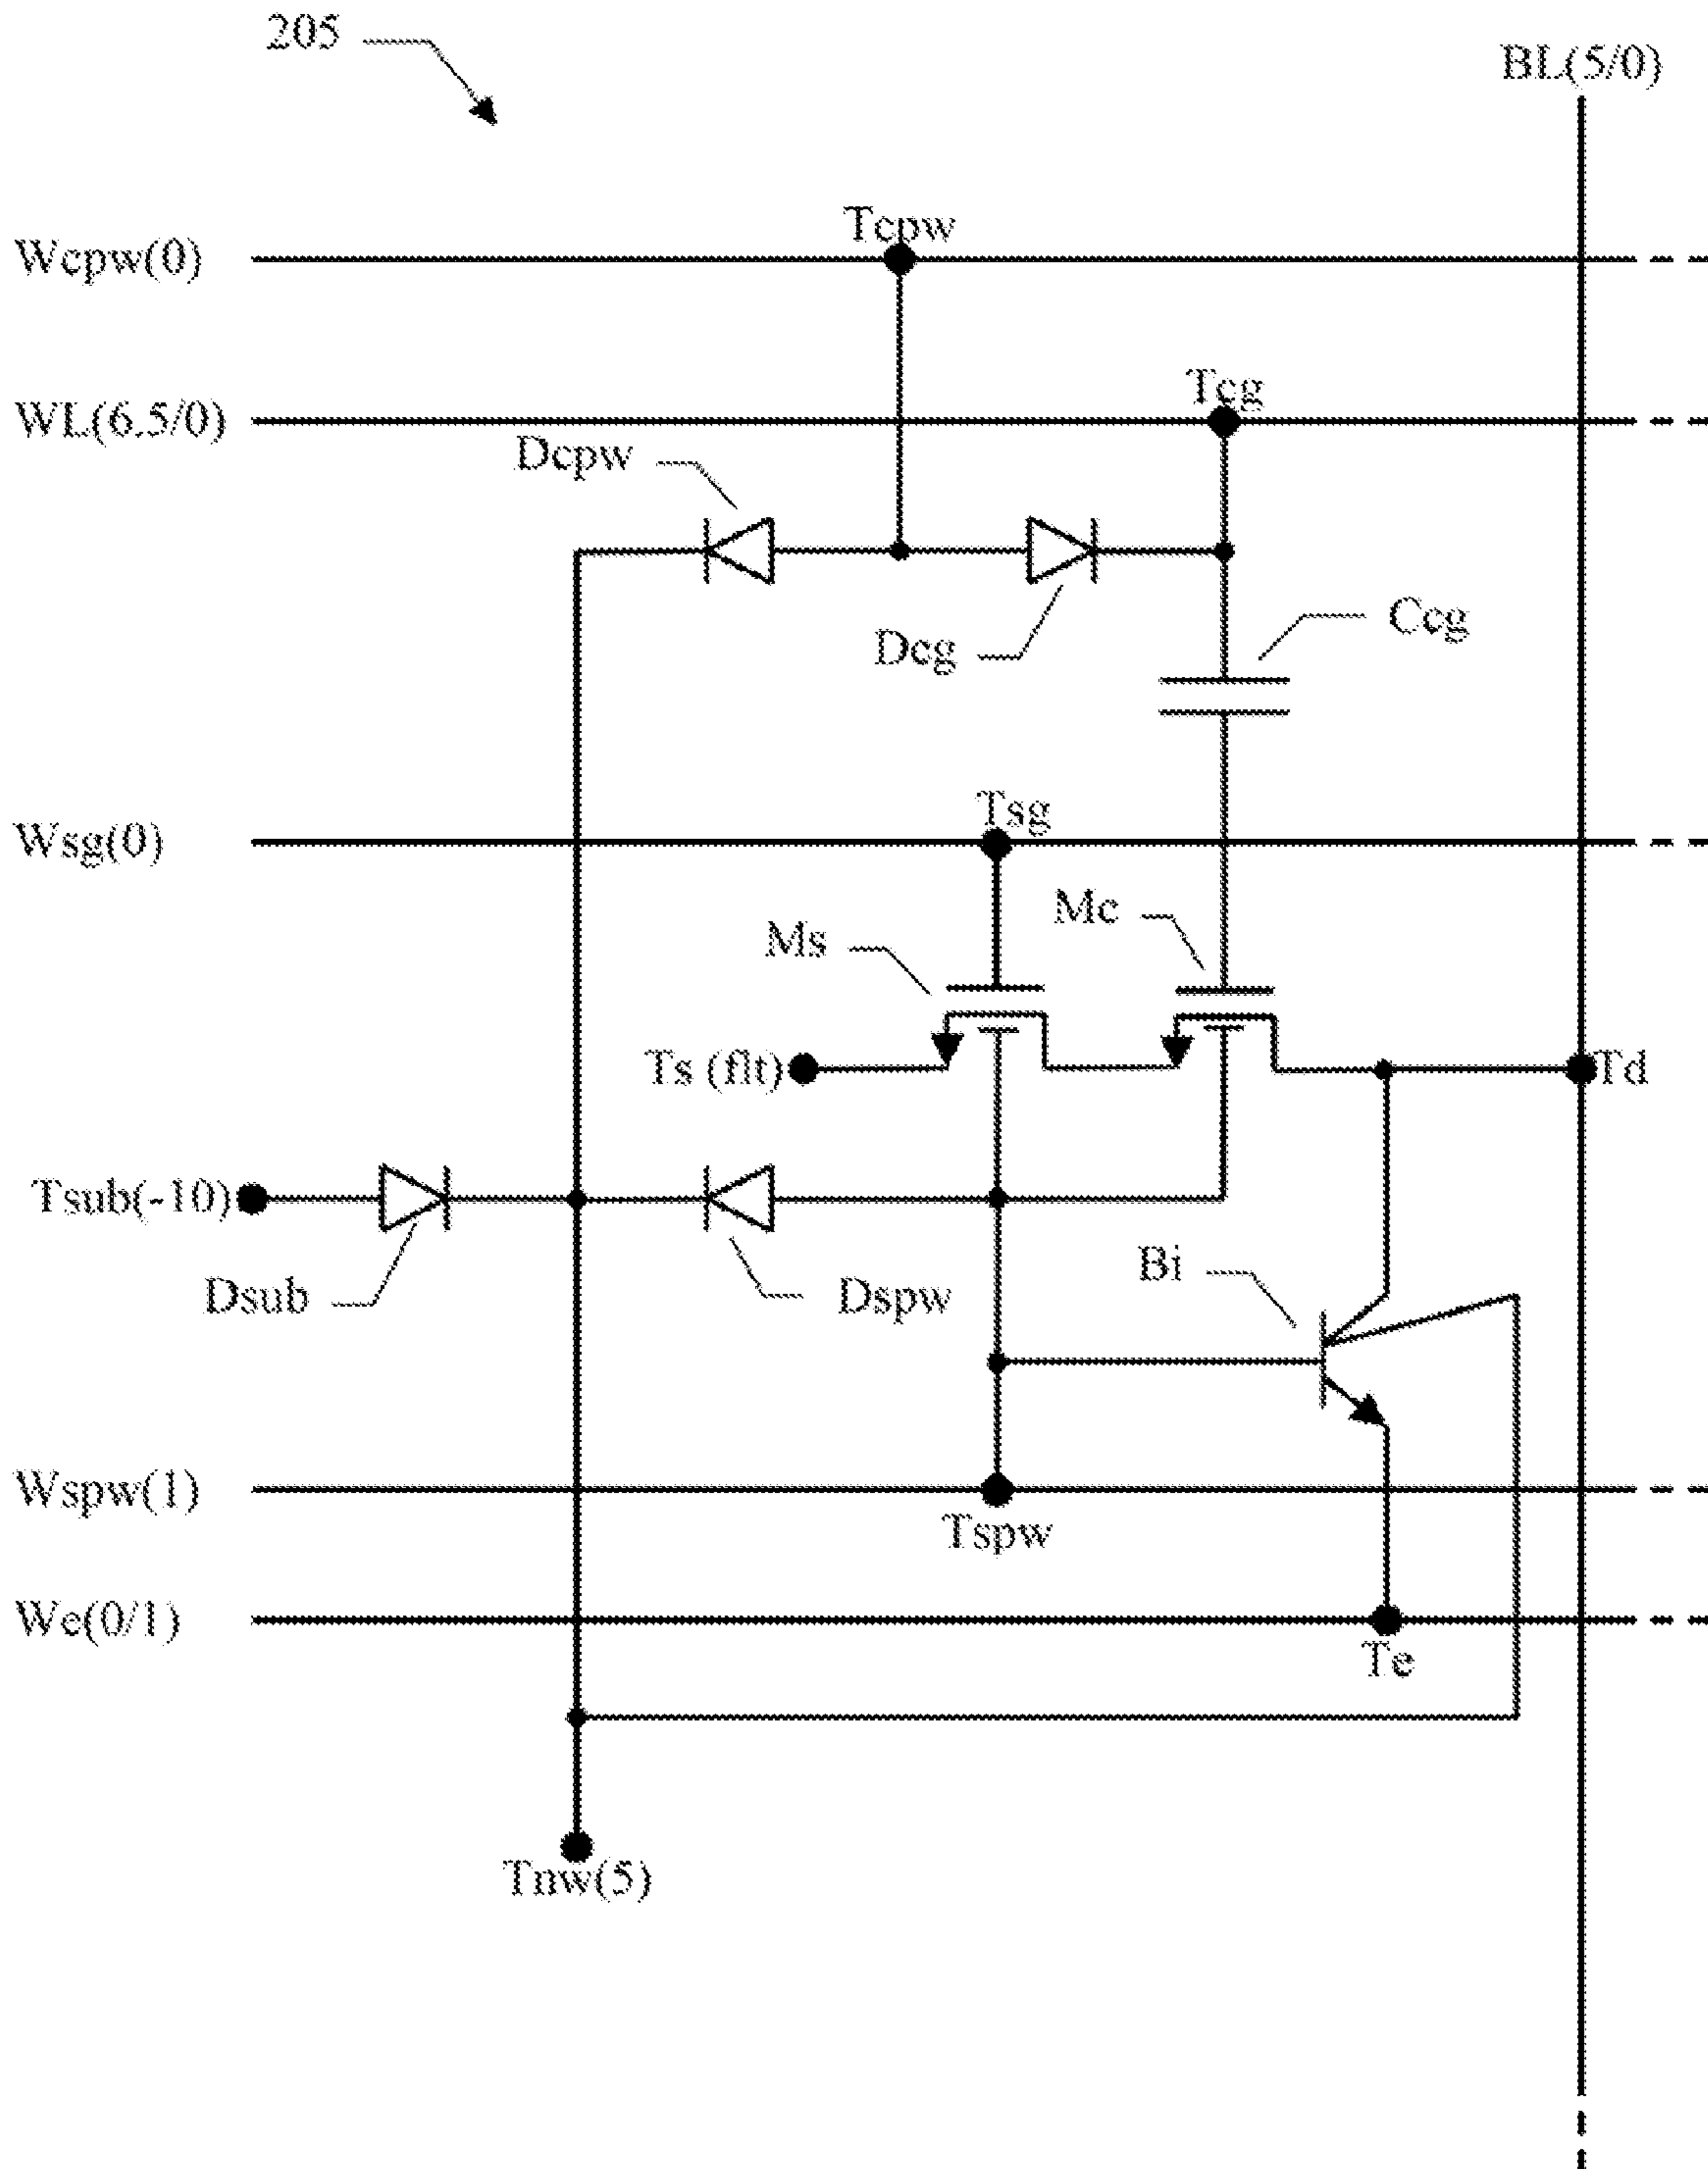 205
BL(5/0)
Tcpw
Wcpw(0)
Tcg
WL(6.5/0)
Dcpw
Ccg
Dcg
Tsg
Wsg(0)
Mc
Ms
Ts (flt)
Td
Tsub(-10)
Bi
Dsub
Dspw
Wspw(1)
Tspw
We(0/1)
Te
Tnw(5)